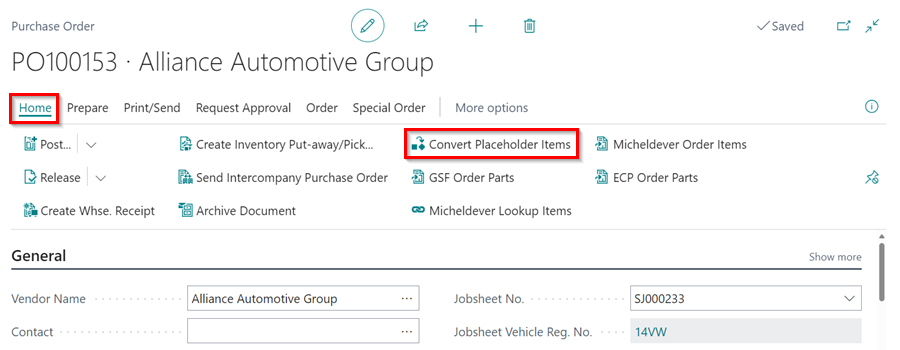 Purchase Order
Saved
PO100153 · Alliance Automotive Group
Home Prepare Print/Send Request Approval Order Special Order More options
Post... Create Inventory Put-away/Pick... Convert Placeholder Items Micheldever Order Items
Release Send Intercompany Purchase Order GSF Order Parts ECP Order Parts
Create Whse. Receipt Archive Document Micheldever Lookup Items
General Show more
Vendor Name Alliance Automotive Group ... Jobsheet No. SJ000233
Contact ... Jobsheet Vehicle Reg. No. 14VW